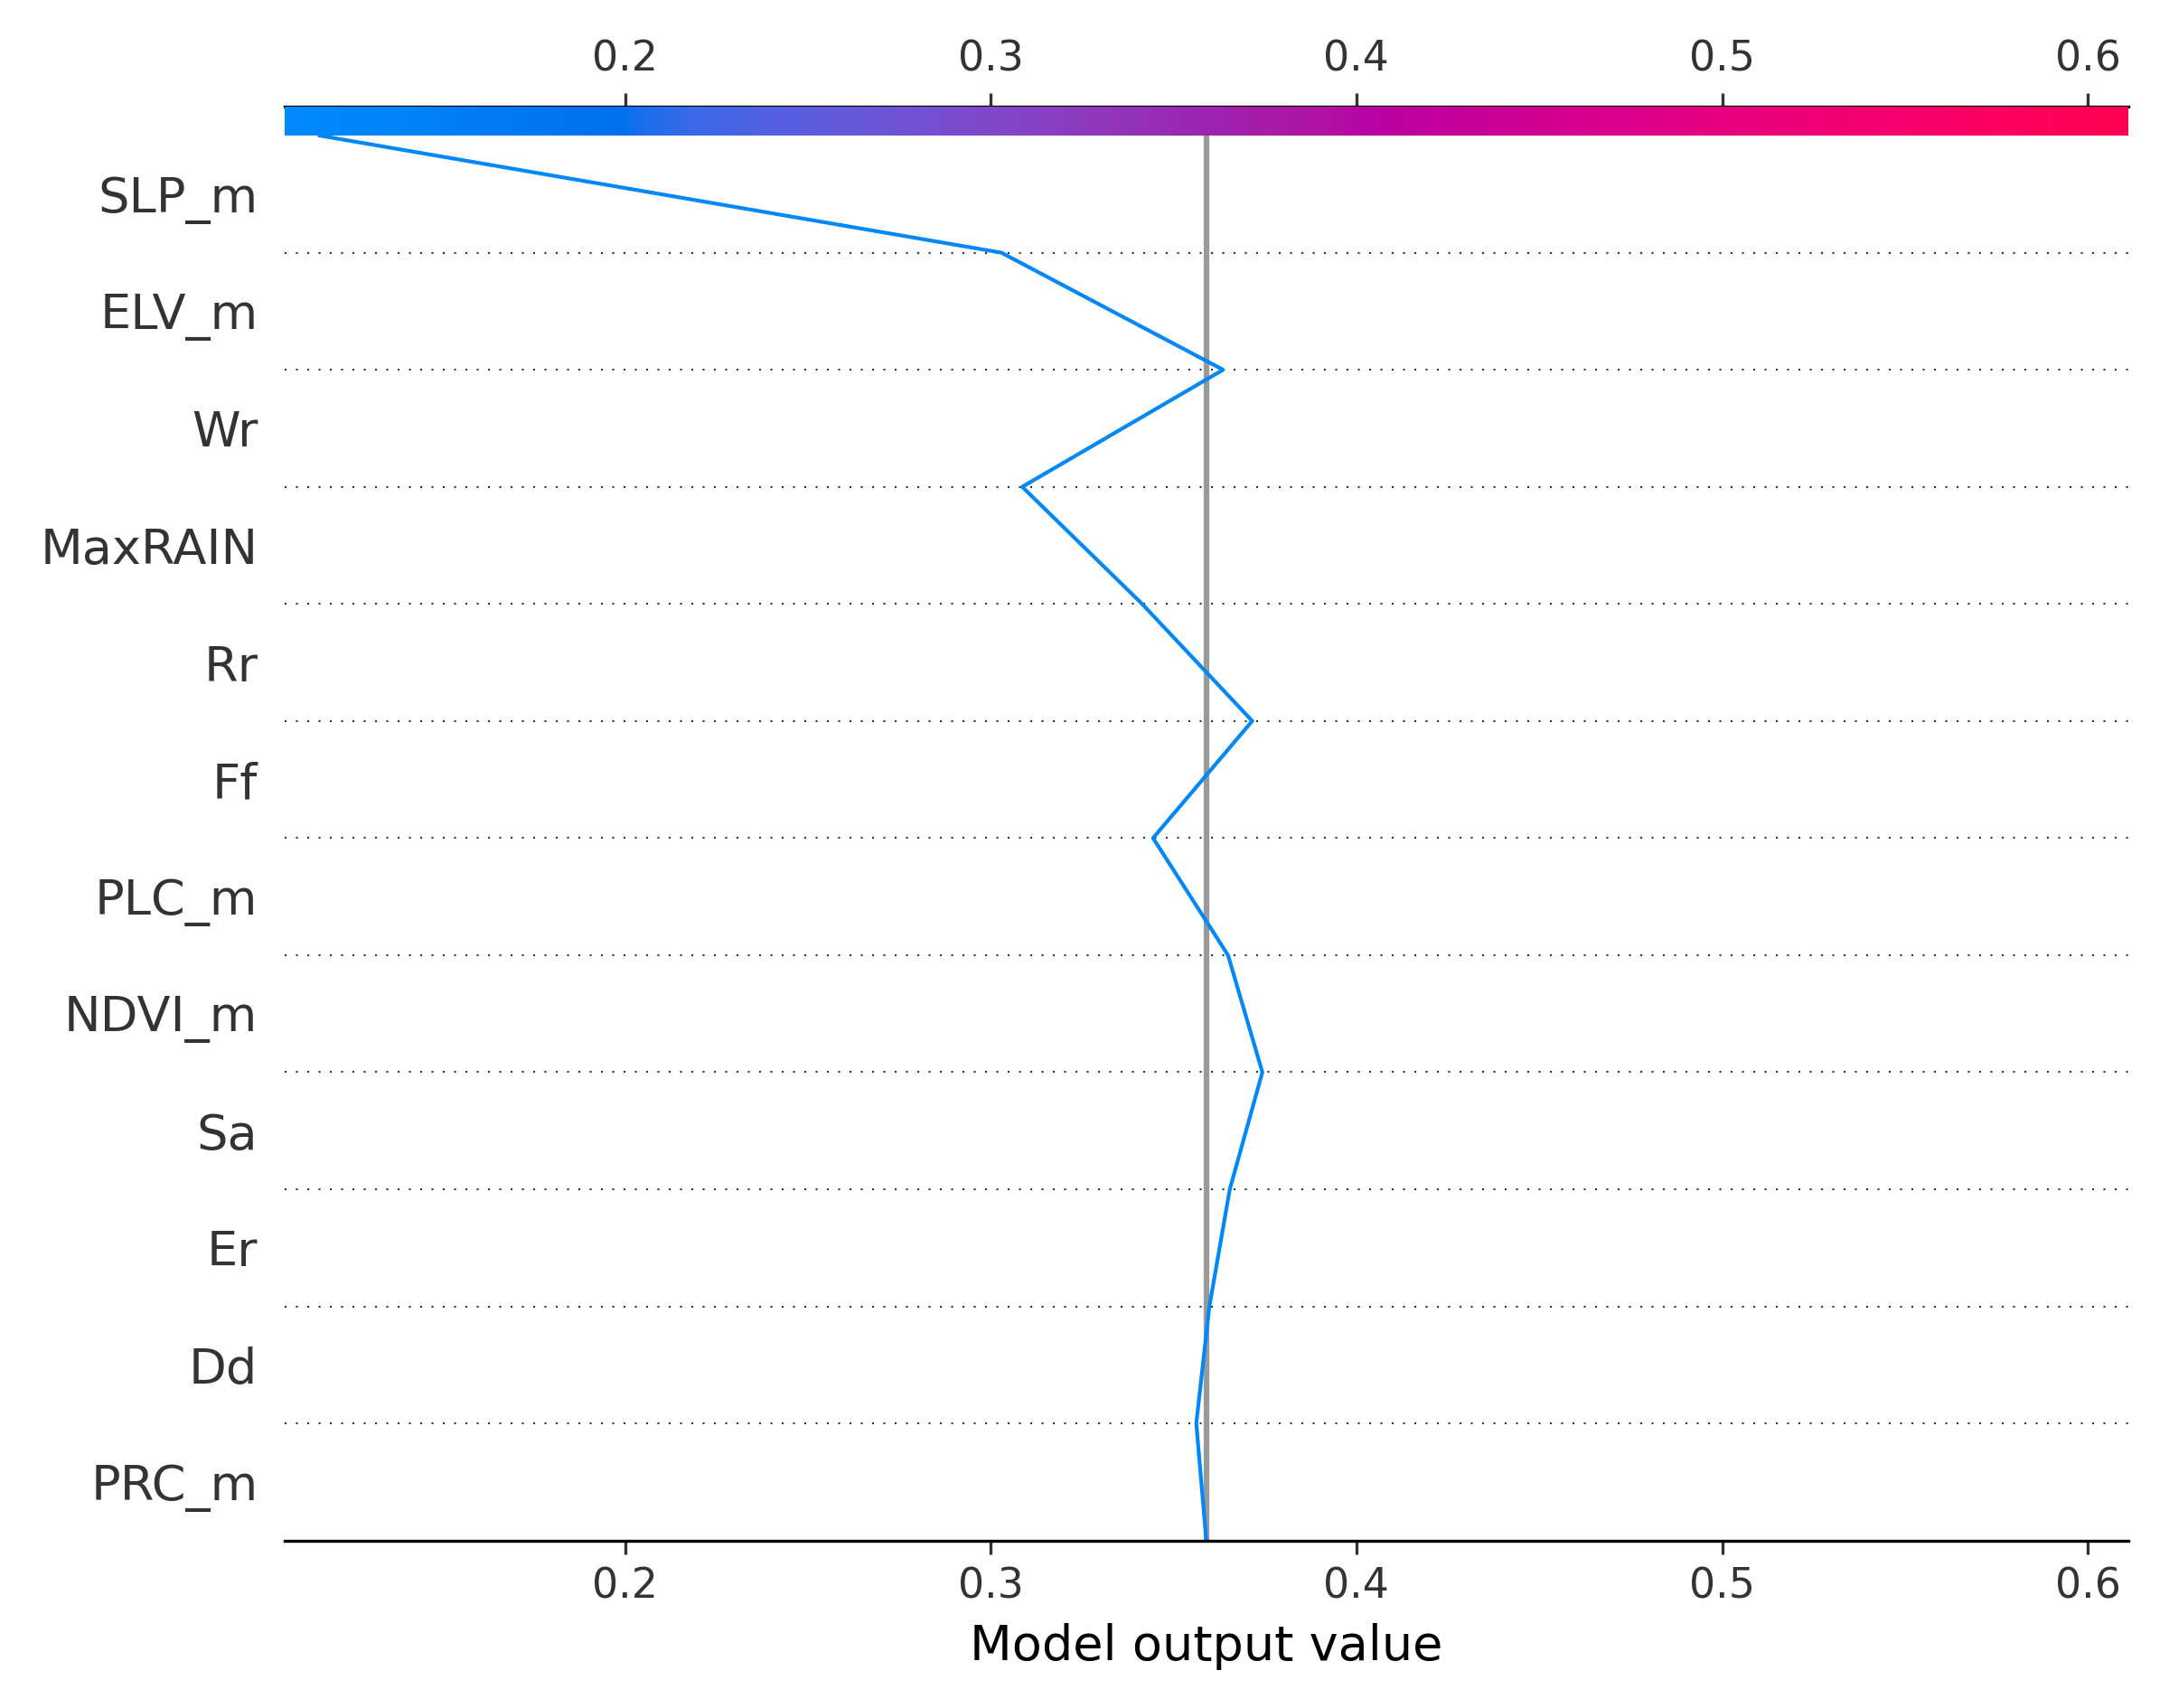 0.2 0.3 0.4 0.5 0.6
SLP_m
ELV_m
Wr
MaxRAIN
Rr
Ff
PLC_m
NDVI_m
Sa
Er
Dd
PRC_m
0.2 0.3 0.4 0.5 0.6
Model output value